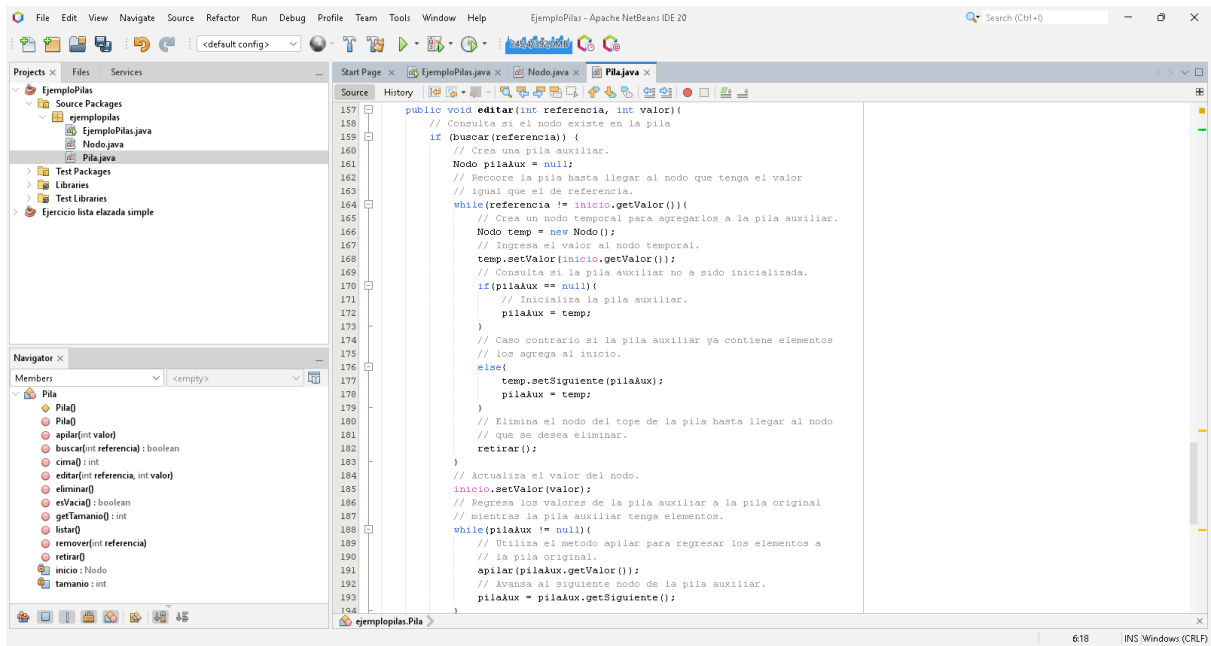 File Edit View Navigate Source Refactor Run Debug Profile Team Tools Window Help EjemploPilas - Apache NetBeans IDE 20 Search (Ctrl+I)
<default config>
Projects × Files Services
EjemploPilas
Source Packages
ejemplopilas
EjemploPilas.java
Nodo.java
Pila.java
Test Packages
Libraries
Test Libraries
Ejercicio lista elazada simple
Navigator ×
Members <empty>
Pila
Pila()
Pila()
apilar(int valor)
buscar(int referencia) : boolean
cima() : int
editar(int referencia, int valor)
eliminar()
esVacia() : boolean
getTamanio() : int
listar()
remover(int referencia)
retirar()
inicio : Nodo
tamanio : int
Start Page × EjemploPilas.java × Nodo.java × Pila.java ×
Source History
157 public void editar(int referencia, int valor){
158 // Consulta si el nodo existe en la pila
159 if (buscar(referencia)) {
160 // Crea una pila auxiliar.
161 Nodo pilaAux = null;
162 // Recoore la pila hasta llegar al nodo que tenga el valor
163 // igual que el de referencia.
164 while(referencia != inicio.getValor()){
165 // Crea un nodo temporal para agregarlos a la pila auxiliar.
166 Nodo temp = new Nodo();
167 // Ingresa el valor al nodo temporal.
168 temp.setValor(inicio.getValor());
169 // Consulta si la pila auxiliar no a sido inicializada.
170 if(pilaAux == null){
171 // Inicializa la pila auxiliar.
172 pilaAux = temp;
173 }
174 // Caso contrario si la pila auxiliar ya contiene elementos
175 // los agrega al inicio.
176 else{
177 temp.setSiguiente(pilaAux);
178 pilaAux = temp;
179 }
180 // Elimina el nodo del tope de la pila hasta llegar al nodo
181 // que se desea eliminar.
182 retirar();
183 }
184 // Actualiza el valor del nodo.
185 inicio.setValor(valor);
186 // Regresa los valores de la pila auxiliar a la pila original
187 // mientras la pila auxiliar tenga elementos.
188 while(pilaAux != null){
189 // Utiliza el metodo apilar para regresar los elementos a
190 // la pila original.
191 apilar(pilaAux.getValor());
192 // Avansa al siguiente nodo de la pila auxiliar.
193 pilaAux = pilaAux.getSiguiente();
194 }
ejemplopilas.Pila
6:18 INS Windows (CRLF)